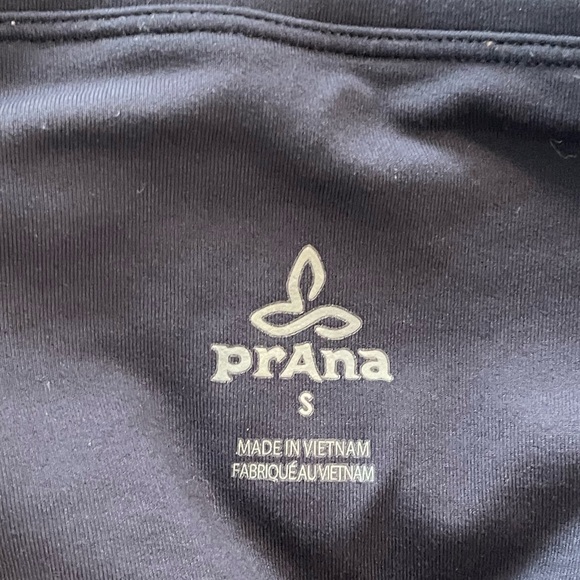 prAna
S
MADE IN VIETNAM
FABRIQUÉ AU VIETNAM